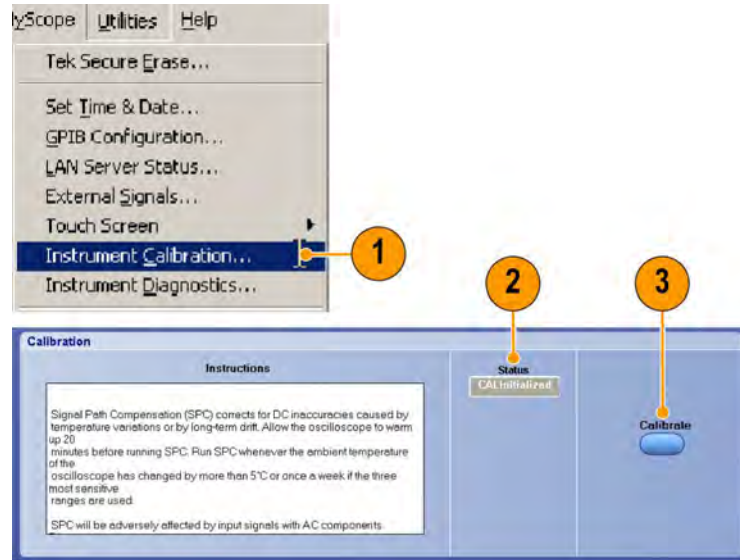 yScope Utilities Help
Tek Secure Erase...
Set Time & Date...
GPIB Configuration...
LAN Server Status...
External Signals...
Touch Screen
Instrument Calibration...
Instrument Diagnostics...
1
2
3
Calibration
Instructions
Status
CALInitialized
Calibrate
Signal Path Compensation (SPC) corrects for DC inaccuracies caused by
temperature variations or by long-term drift. Allow the oscilloscope to warm
up 20
minutes before running SPC. Run SPC whenever the ambient temperature
of the
oscilloscope has changed by more than 5°C or once a week if the three
most sensitive
ranges are used.
SPC will be adversely affected by input signals with AC components.